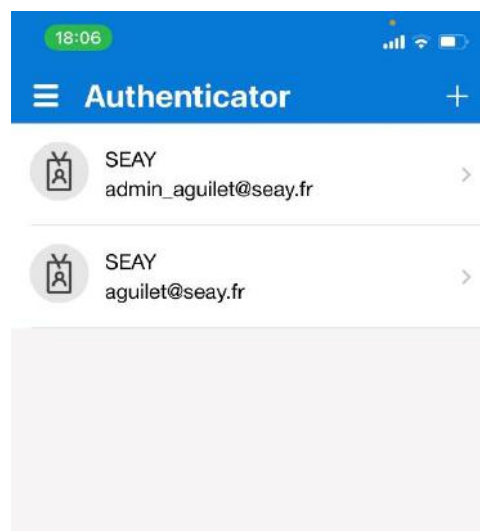 18:06
Authenticator
SEAY
admin_aguilet@seay.fr
SEAY
aguilet@seay.fr